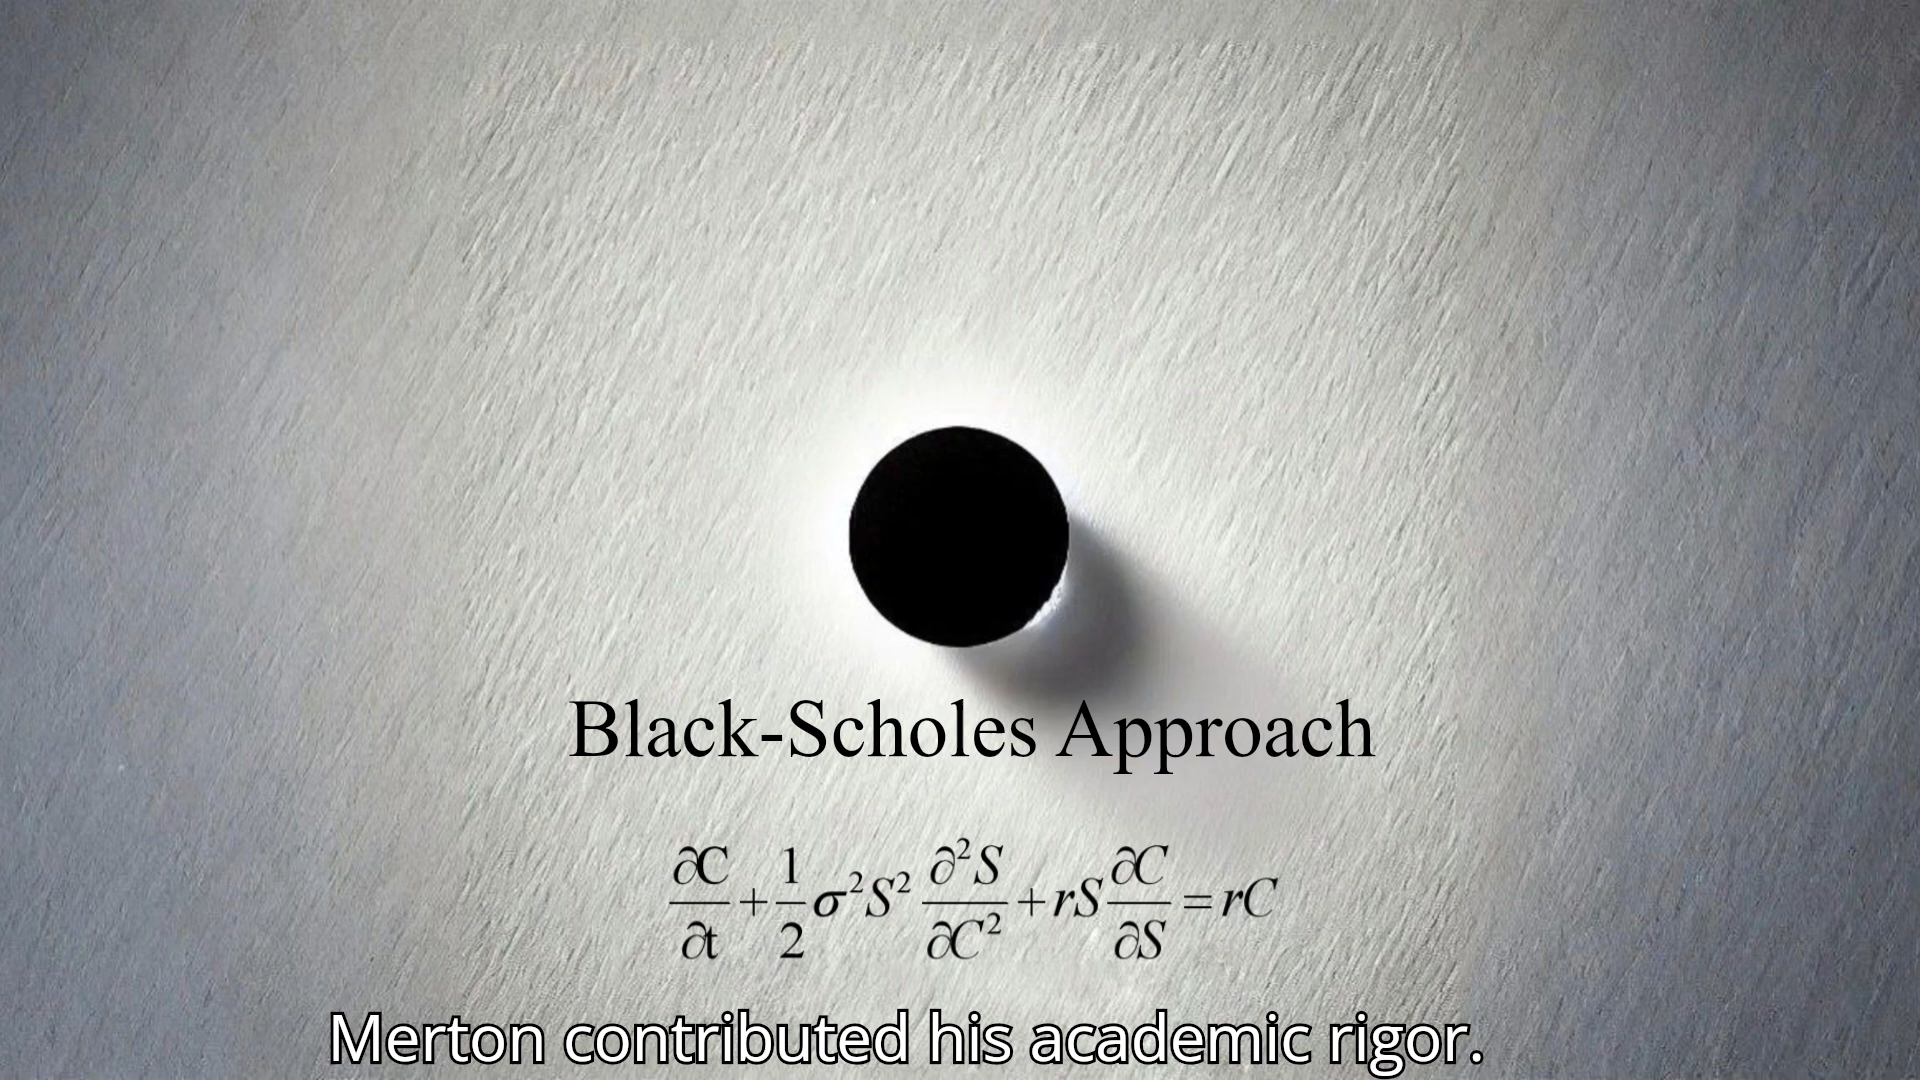 Black-Scholes Approach
∂C/∂t + 1/2 σ²S² ∂²S/∂C² + rS ∂C/∂S = rC
Merton contributed his academic rigor.